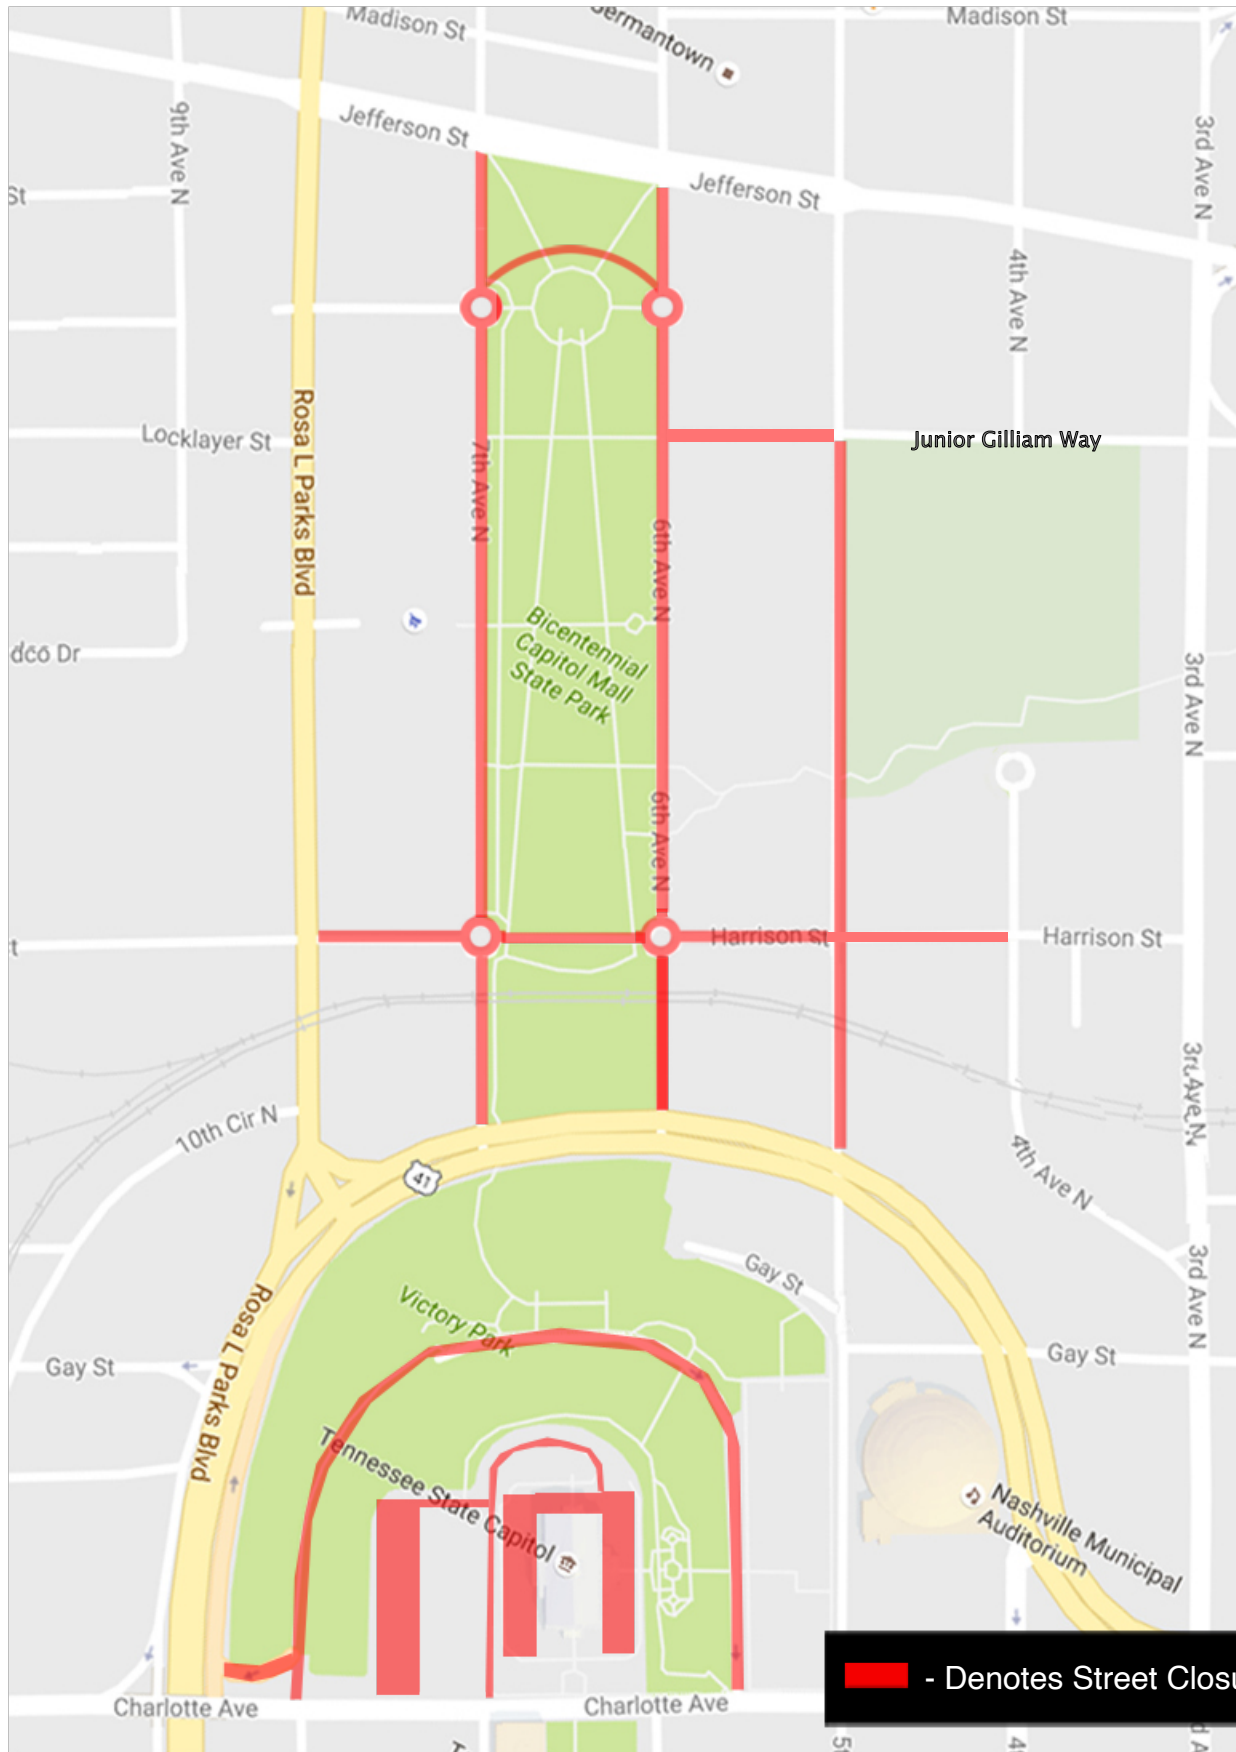 Madison St
ermantown
Madison St
9th Ave N
Jefferson St
Jefferson St
3rd Ave N
St
4th Ave N
Rosa L Parks Blvd
Locklayer St
7th Ave N
Junior Gilliam Way
6th Ave N
Bicentennial
Capitol Mall
State Park
Dr
3rd Ave N
6th Ave N
Harrison St
Harrison St
3rd Ave N
10th Cir N
4th Ave N
41
Gay St
3rd Ave N
Rosa L Parks Blvd
Victory Park
Gay St
Gay St
Tennessee State Capitol
Nashville Municipal
Auditorium
- Denotes Street Closu
Charlotte Ave
Charlotte Ave